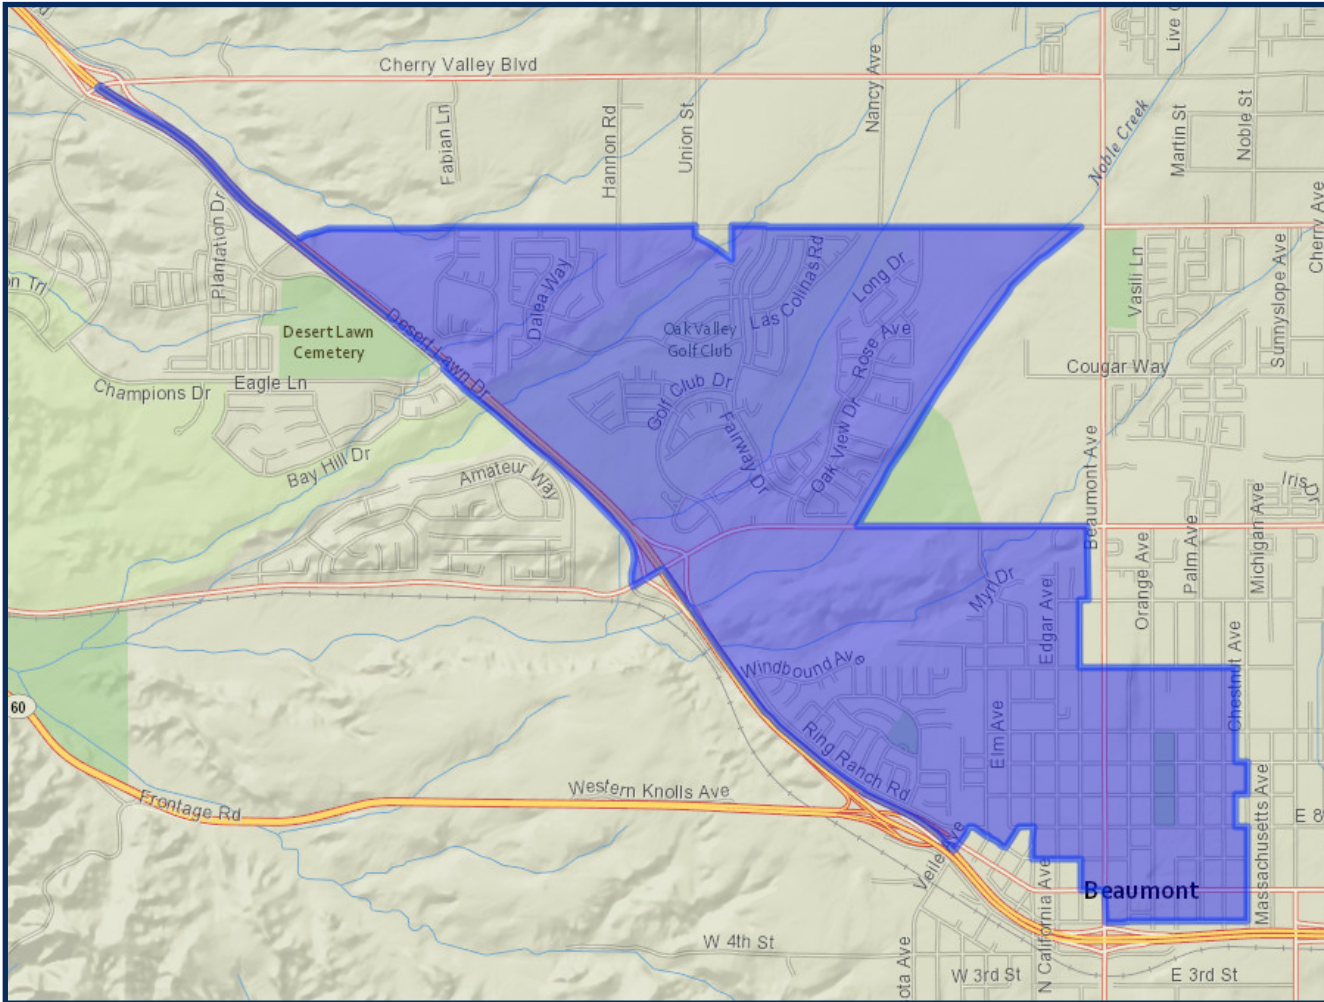 Cherry Valley Blvd
Fabian Ln
Hannon Rd
Union St
Nancy Ave
Live
Noble Creek
Martin St
Noble St
Cherry Ave
Plantation Dr
on Trl
Desert Lawn
Cemetery
Desert Lawn Dr
Dalea Way
Oak Valley
Golf Club
Las Colinas Rd
Long Dr
Rose Ave
Vasili Ln
Sunnyslope Ave
Cougar Way
Champions Dr
Eagle Ln
Bay Hill Dr
Amateur Way
Golf Club Dr
Fairway Dr
Oak View Dr
Beaumont Ave
Iris
Orange Ave
Palm Ave
Michigan Ave
Myrl Dr
Edgar Ave
Chestnut Ave
Windbound Ave
Ring Ranch Rd
Elm Ave
60
Frontage Rd
Western Knolls Ave
Massachusetts Ave
E 8
Veile Ave
Beaumont
N California Ave
W 4th St
ota Ave
W 3rd St
E 3rd St